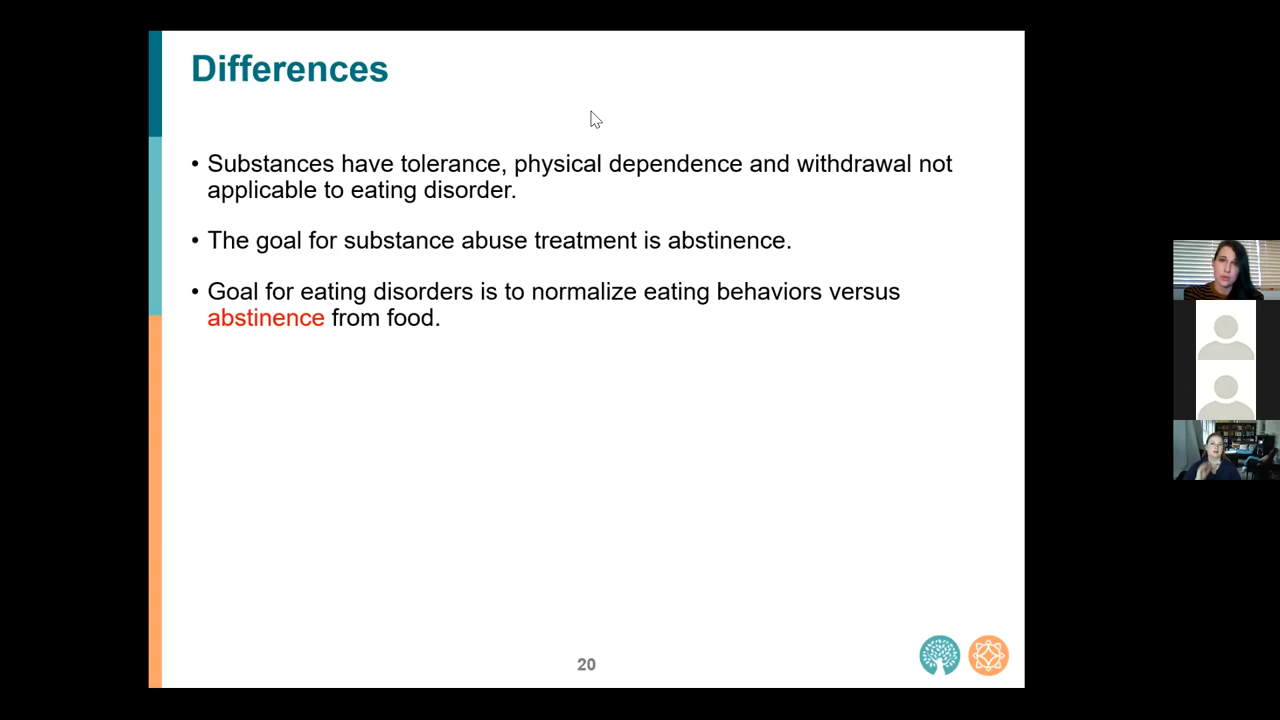 Differences
• Substances have tolerance, physical dependence and withdrawal not
applicable to eating disorder.
• The goal for substance abuse treatment is abstinence.
• Goal for eating disorders is to normalize eating behaviors versus
abstinence from food.
20